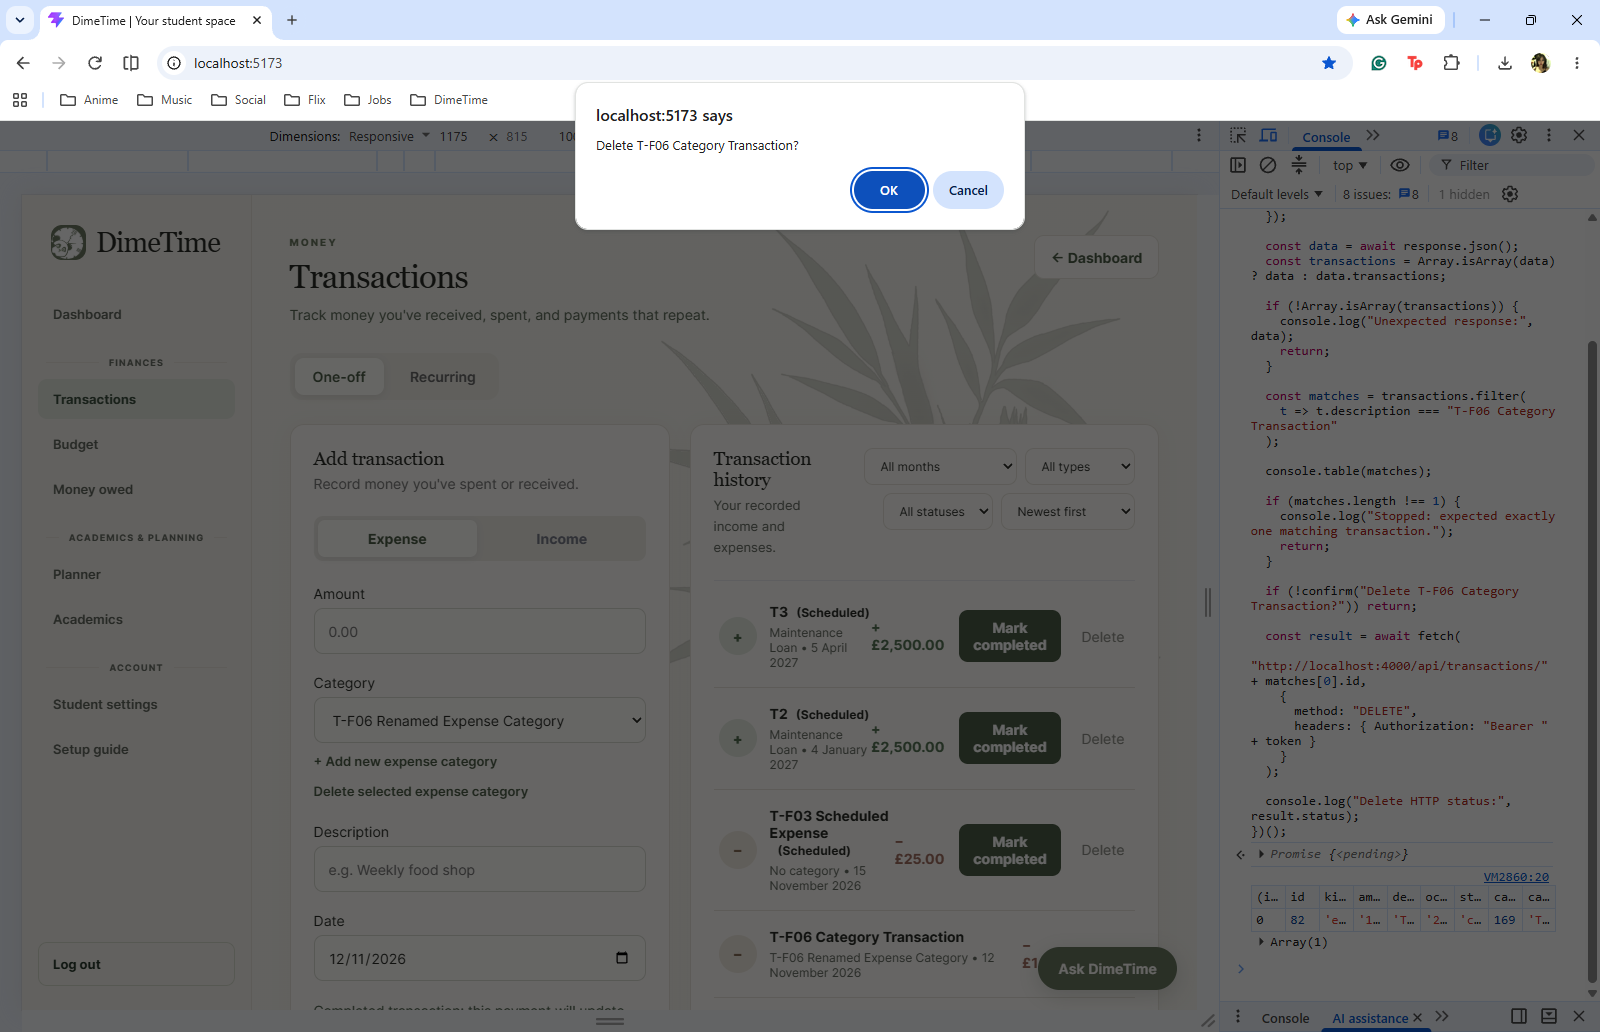 DimeTime | Your student space
Ask Gemini
localhost:5173
Anime
Music
Social
Flix
Jobs
DimeTime
localhost:5173 says
Delete T-F06 Category Transaction?
OK
Cancel
Dimensions: Responsive 1175 × 815
DimeTime
Dashboard
FINANCES
Transactions
Budget
Money owed
ACADEMICS & PLANNING
Planner
Academics
ACCOUNT
Student settings
Setup guide
Log out
MONEY
Transactions
Track money you've received, spent, and payments that repeat.
← Dashboard
One-off
Recurring
Add transaction
Record money you've spent or received.
Expense
Income
Amount
0.00
Category
T-F06 Renamed Expense Category
+ Add new expense category
Delete selected expense category
Description
e.g. Weekly food shop
Date
12/11/2026
Transaction
history
Your recorded
income and
expenses.
All months
All types
All statuses
Newest first
+
T3 (Scheduled)
Maintenance
Loan • 5 April
2027
+
£2,500.00
Mark
completed
Delete
+
T2 (Scheduled)
Maintenance
Loan • 4 January
2027
+
£2,500.00
Mark
completed
Delete
−
T-F03 Scheduled
Expense
(Scheduled)
No category • 15
November 2026
−
£25.00
Mark
completed
Delete
−
T-F06 Category Transaction
T-F06 Renamed Expense Category • 12
November 2026
−
Ask DimeTime
Console
8
top
Filter
Default levels
8 issues: 8
1 hidden
});
const data = await response.json();
const transactions = Array.isArray(data)
? data : data.transactions;
if (!Array.isArray(transactions)) {
console.log("Unexpected response:",
data);
return;
}
const matches = transactions.filter(
t => t.description === "T-F06 Category
Transaction"
);
console.table(matches);
if (matches.length !== 1) {
console.log("Stopped: expected exactly
one matching transaction.");
return;
}
if (!confirm("Delete T-F06 Category
Transaction?")) return;
const result = await fetch(
"http://localhost:4000/api/transactions/"
+ matches[0].id,
{
method: "DELETE",
headers: { Authorization: "Bearer "
+ token }
}
);
console.log("Delete HTTP status:",
result.status);
})();
Promise {<pending>}
VM2860:20
(i… id ki… am… de… oc… st… ca… ca…
0 82 'e… '1… 'T… '2… 'c… 169 'T…
Array(1)
Console
AI assistance